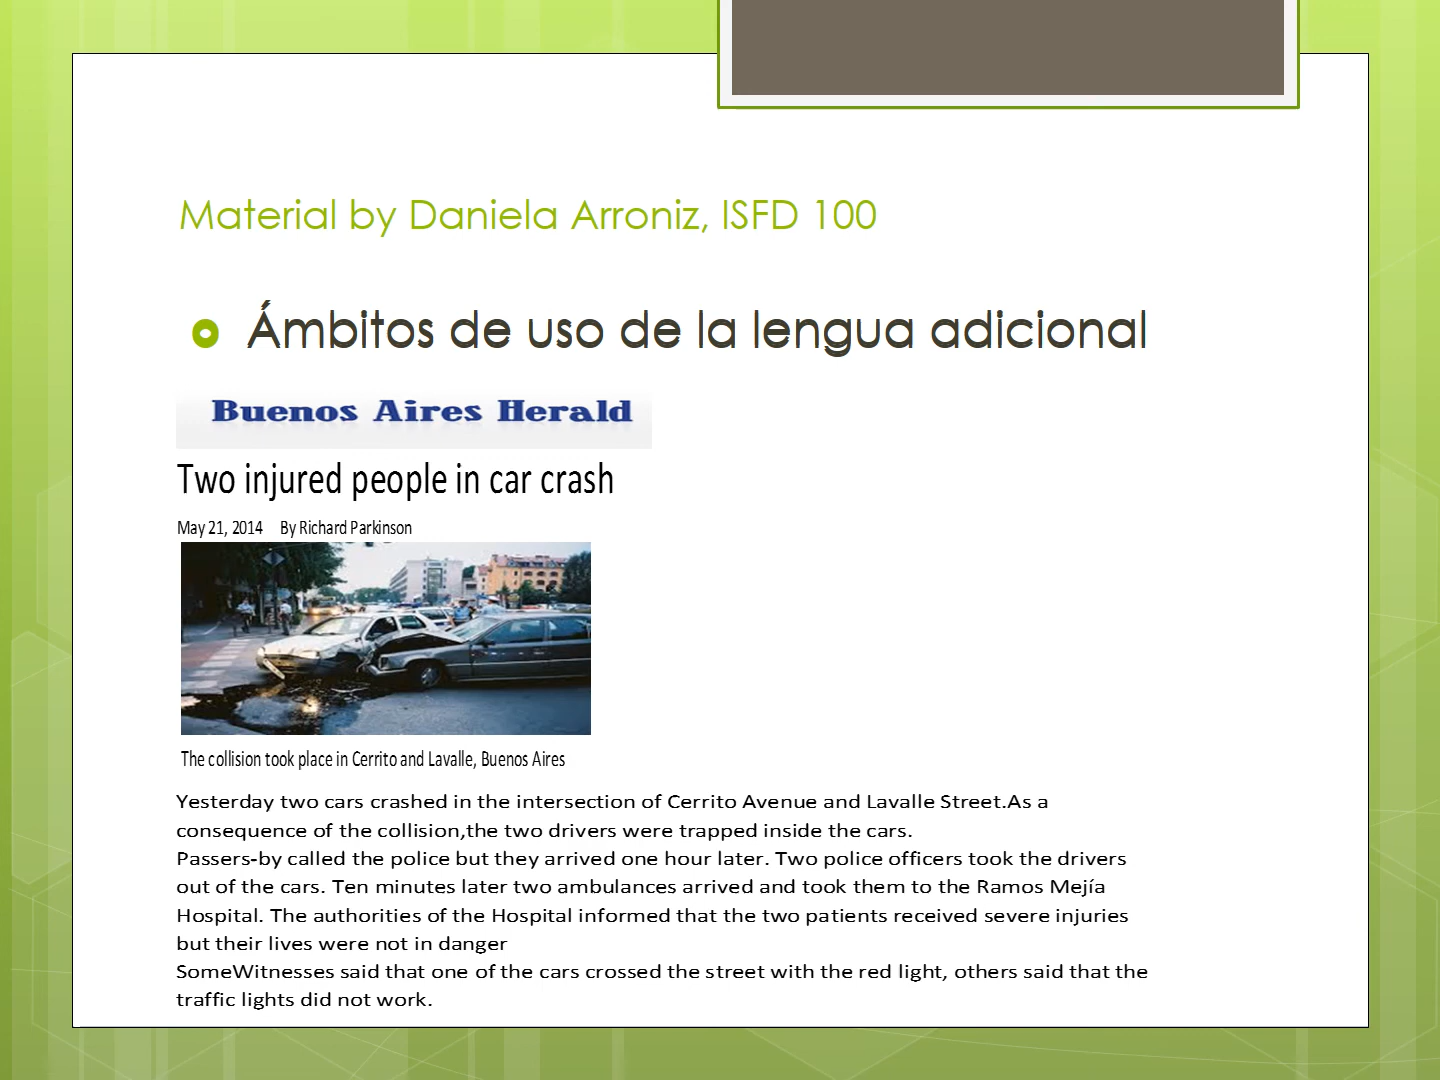 Material by Daniela Arroniz, ISFD 100
Ámbitos de uso de la lengua adicional
Buenos Aires Herald
Two injured people in car crash
May 21, 2014 By Richard Parkinson
The collision took place in Cerrito and Lavalle, Buenos Aires
Yesterday two cars crashed in the intersection of Cerrito Avenue and Lavalle Street.As a
consequence of the collision,the two drivers were trapped inside the cars.
Passers-by called the police but they arrived one hour later. Two police officers took the drivers
out of the cars. Ten minutes later two ambulances arrived and took them to the Ramos Mejía
Hospital. The authorities of the Hospital informed that the two patients received severe injuries
but their lives were not in danger
SomeWitnesses said that one of the cars crossed the street with the red light, others said that the
traffic lights did not work.